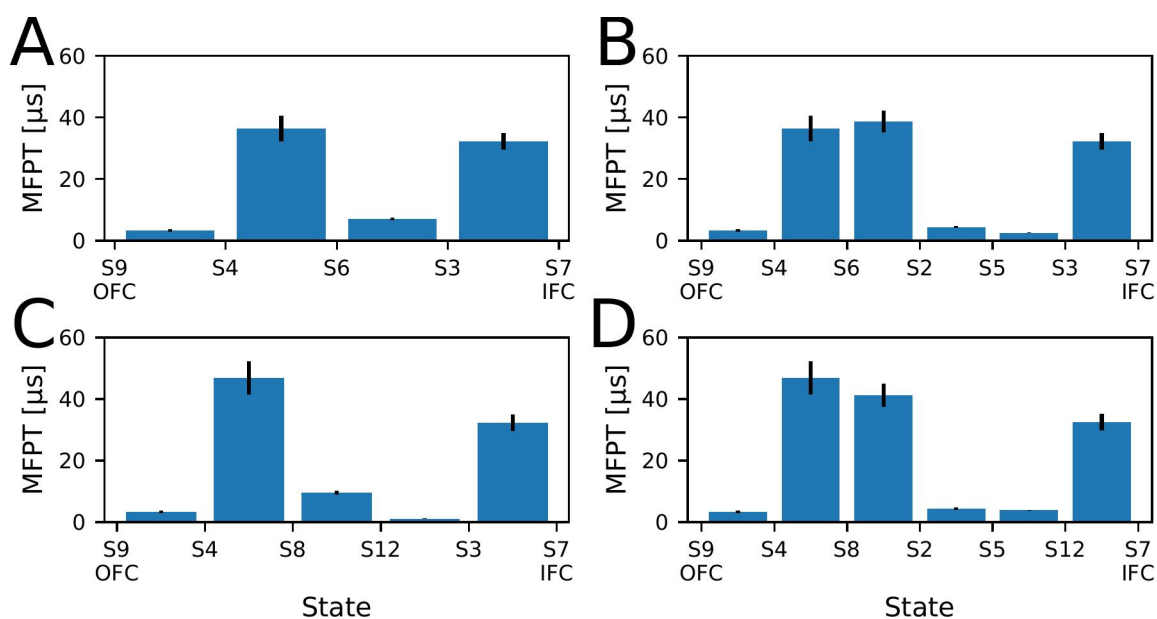 A
MFPT [µs]
60
40
20
0
S9 S4 S6 S3 S7
OFC IFC
B
MFPT [µs]
60
40
20
0
S9 S4 S6 S2 S5 S3 S7
OFC IFC
C
MFPT [µs]
60
40
20
0
S9 S4 S8 S12 S3 S7
OFC IFC
State
D
MFPT [µs]
60
40
20
0
S9 S4 S8 S2 S5 S12 S7
OFC IFC
State